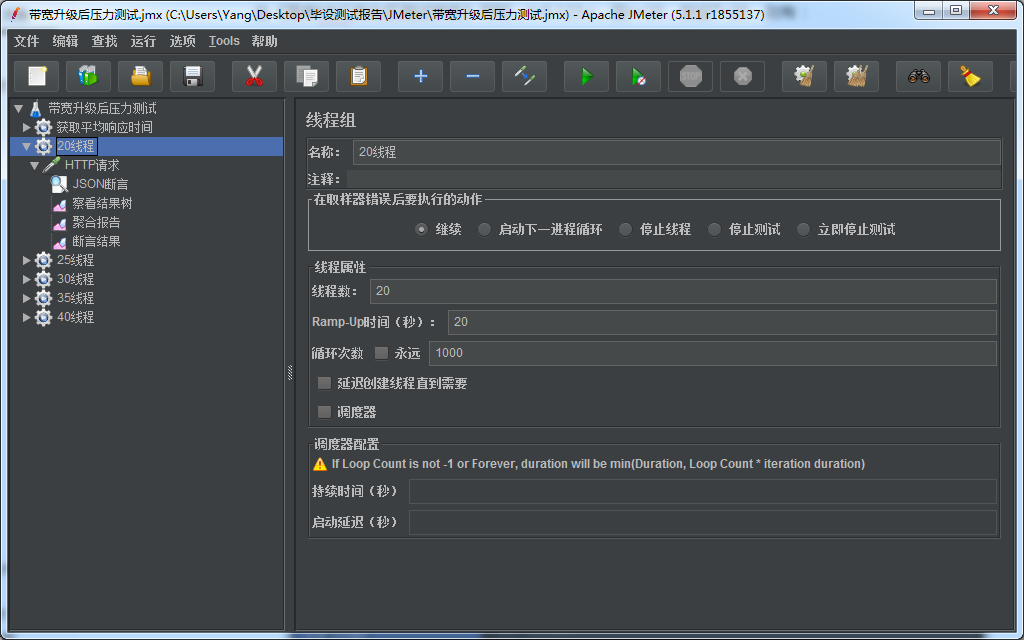 带宽升级后压力测试.jmx (C:\Users\Yang\Desktop\毕设测试报告\JMeter\带宽升级后压力测试.jmx) - Apache JMeter (5.1.1 r1855137)
文件 编辑 查找 运行 选项 Tools 帮助
STOP
带宽升级后压力测试
获取平均响应时间
20线程
HTTP请求
JSON断言
察看结果树
聚合报告
断言结果
25线程
30线程
35线程
40线程
线程组
名称： 20线程
注释：
在取样器错误后要执行的动作
继续 启动下一进程循环 停止线程 停止测试 立即停止测试
线程属性
线程数： 20
Ramp-Up时间（秒）： 20
循环次数 永远 1000
延迟创建线程直到需要
调度器
调度器配置
If Loop Count is not -1 or Forever, duration will be min(Duration, Loop Count * iteration duration)
持续时间（秒）
启动延迟（秒）